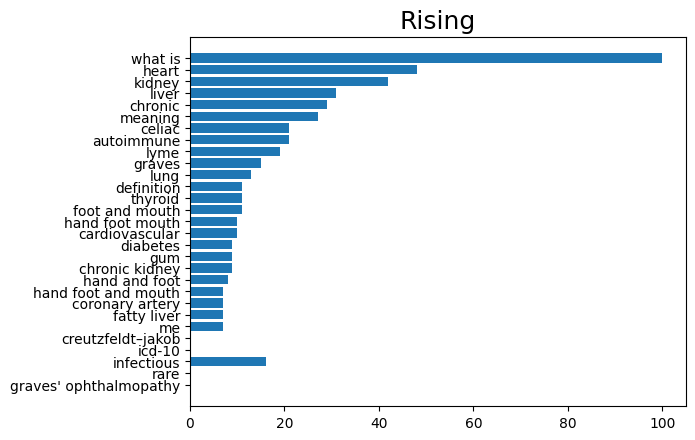 Rising
what is
heart
kidney
liver
chronic
meaning
celiac
autoimmune
lyme
graves
lung
definition
thyroid
foot and mouth
hand foot mouth
cardiovascular
diabetes
gum
chronic kidney
hand and foot
hand foot and mouth
coronary artery
fatty liver
me
creutzfeldt–jakob
icd-10
infectious
rare
graves' ophthalmopathy
0 20 40 60 80 100